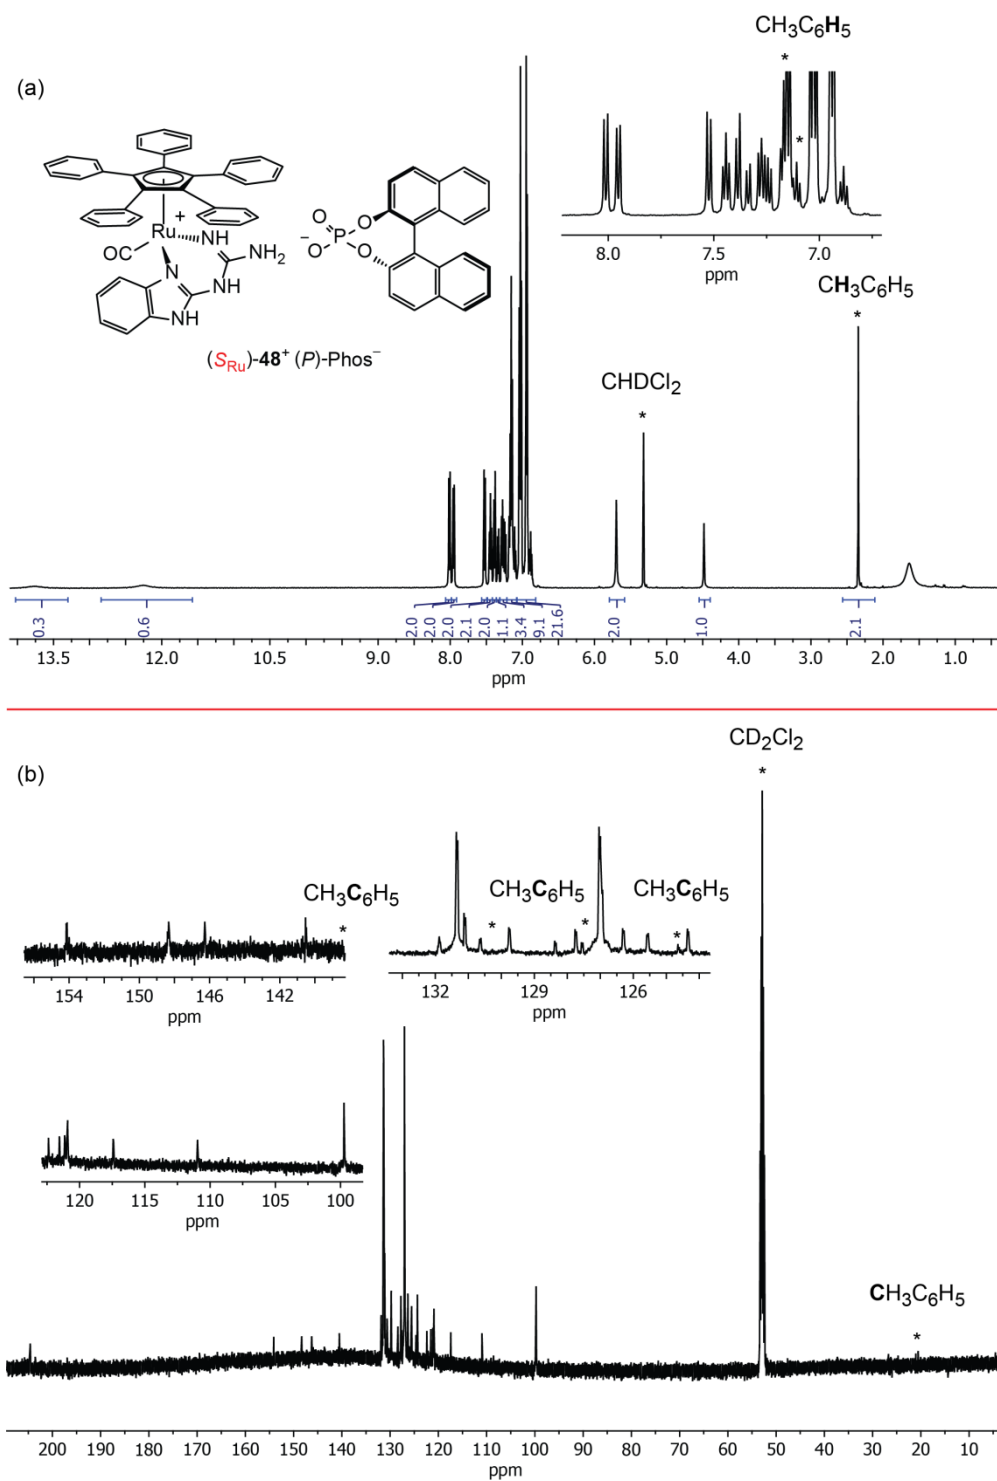 (a)
CH3C6H5
*
*
8.0 7.5 7.0
ppm
Ru
+
OC
NH
NH2
N
NH
NH
O
P
O
−O
O
(SRu)-48+ (P)-Phos−
CH3C6H5
*
CHDCl2
*
0.3 0.6 2.0 2.0 2.0 2.1 2.0 1.1 3.4 9.1 21.6 2.0 1.0 2.1
13.5 12.0 10.5 9.0 8.0 7.0 6.0 5.0 4.0 3.0 2.0 1.0
ppm
(b)
CD2Cl2
*
CH3C6H5
*
CH3C6H5
*
*
CH3C6H5
*
154 150 146 142
ppm
132 129 126
ppm
120 115 110 105 100
ppm
CH3C6H5
*
200 190 180 170 160 150 140 130 120 110 100 90 80 70 60 50 40 30 20 10
ppm